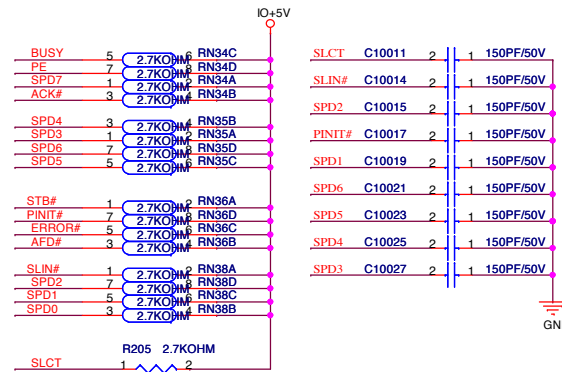 IO+5V
BUSY 5 2.7KOHM 6 RN34C
PE 7 2.7KOHM 8 RN34D
SPD7 1 2.7KOHM 2 RN34A
ACK# 3 2.7KOHM 4 RN34B
SPD4 3 2.7KOHM 4 RN35B
SPD3 1 2.7KOHM 2 RN35A
SPD6 7 2.7KOHM 8 RN35D
SPD5 5 2.7KOHM 6 RN35C
STB# 1 2.7KOHM 2 RN36A
PINIT# 7 2.7KOHM 8 RN36D
ERROR# 5 2.7KOHM 6 RN36C
AFD# 3 2.7KOHM 4 RN36B
SLIN# 1 2.7KOHM 2 RN38A
SPD2 7 2.7KOHM 8 RN38D
SPD1 5 2.7KOHM 6 RN38C
SPD0 3 2.7KOHM 4 RN38B
R205 2.7KOHM
SLCT 1 2
SLCT C10011 2 1 150PF/50V
SLIN# C10014 2 1 150PF/50V
SPD2 C10015 2 1 150PF/50V
PINIT# C10017 2 1 150PF/50V
SPD1 C10019 2 1 150PF/50V
SPD6 C10021 2 1 150PF/50V
SPD5 C10023 2 1 150PF/50V
SPD4 C10025 2 1 150PF/50V
SPD3 C10027 2 1 150PF/50V
GN